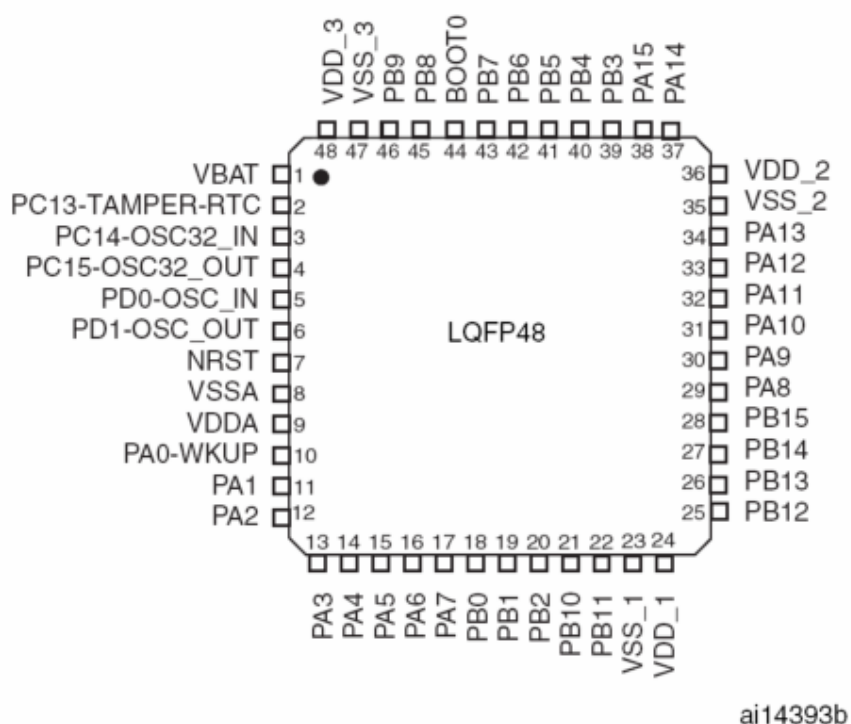 VDD_3
VSS_3
PB9
PB8
BOOT0
PB7
PB6
PB5
PB4
PB3
PA15
PA14
48 47 46 45 44 43 42 41 40 39 38 37
VBAT 1
PC13-TAMPER-RTC 2
PC14-OSC32_IN 3
PC15-OSC32_OUT 4
PD0-OSC_IN 5
PD1-OSC_OUT 6
NRST 7
VSSA 8
VDDA 9
PA0-WKUP 10
PA1 11
PA2 12
LQFP48
36 VDD_2
35 VSS_2
34 PA13
33 PA12
32 PA11
31 PA10
30 PA9
29 PA8
28 PB15
27 PB14
26 PB13
25 PB12
13 14 15 16 17 18 19 20 21 22 23 24
PA3
PA4
PA5
PA6
PA7
PB0
PB1
PB2
PB10
PB11
VSS_1
VDD_1
ai14393b